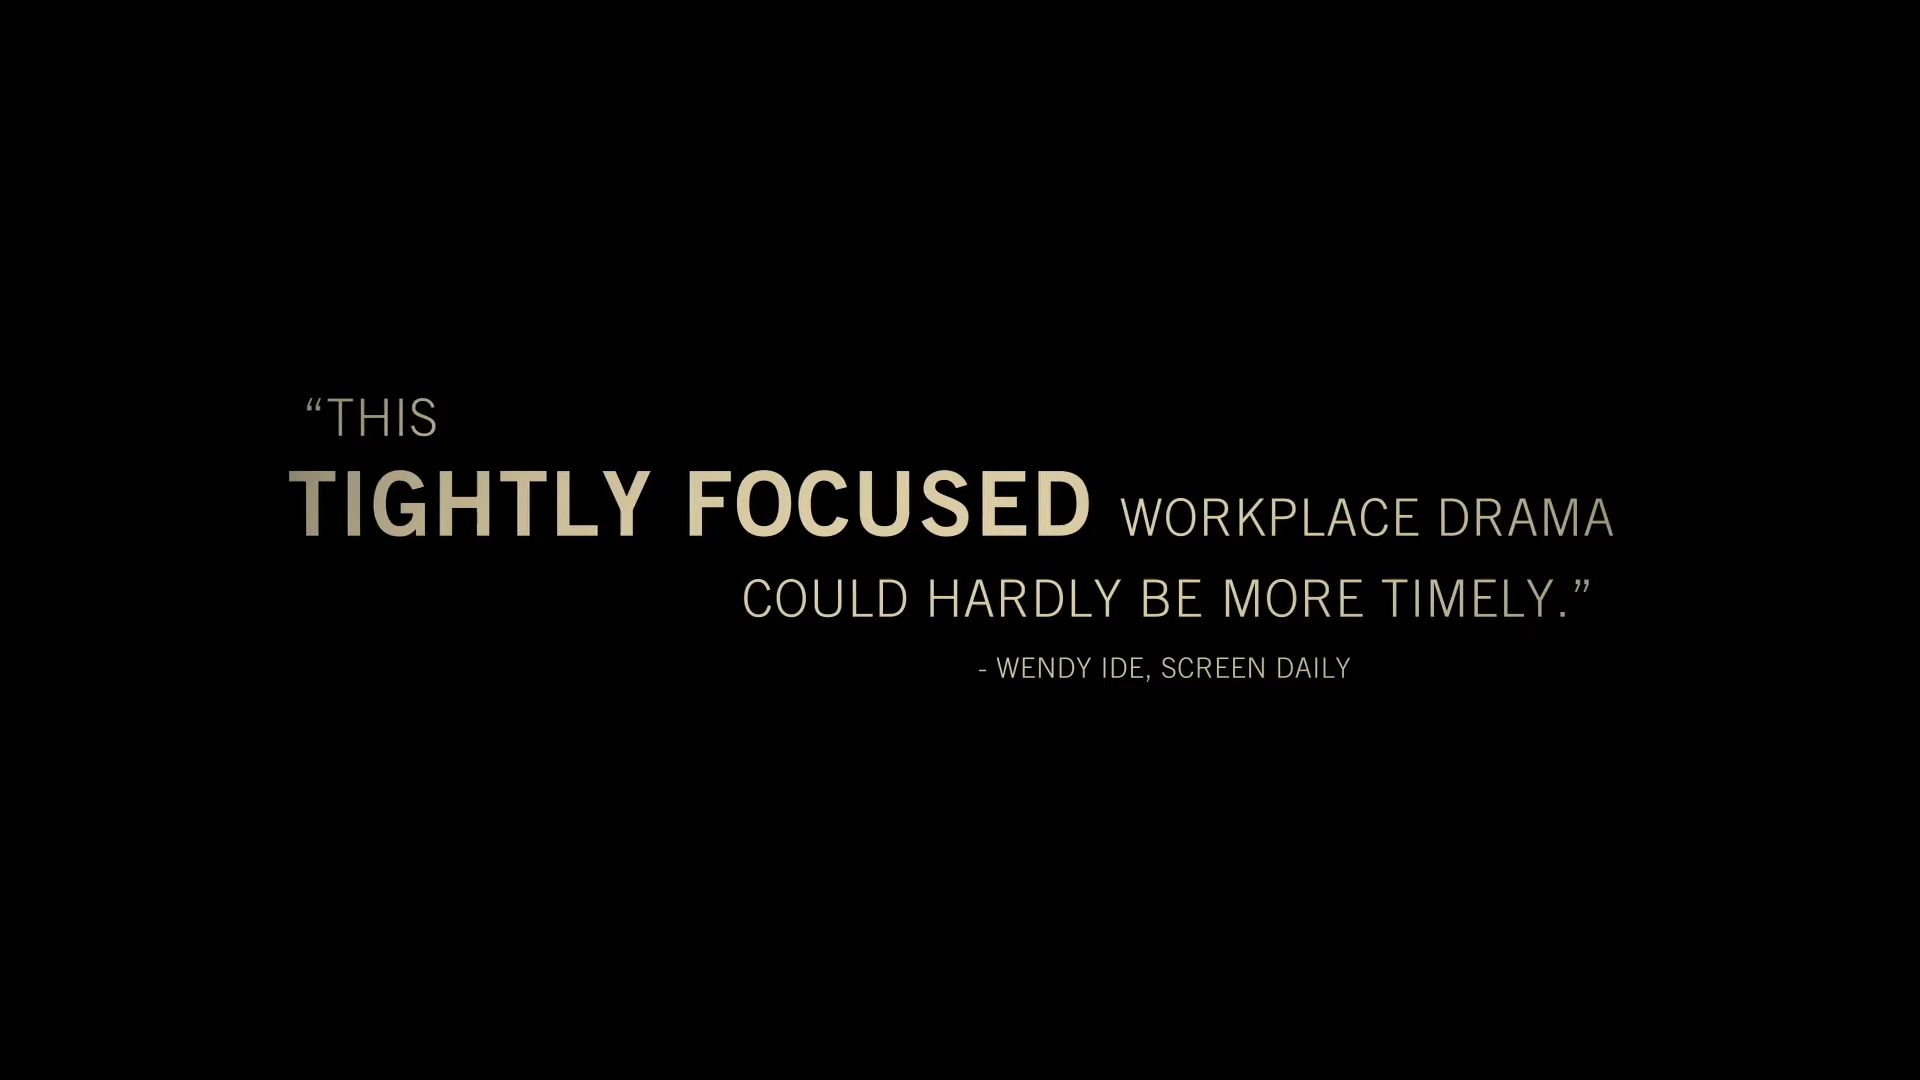 “THIS
TIGHTLY FOCUSED WORKPLACE DRAMA
COULD HARDLY BE MORE TIMELY.”
- WENDY IDE, SCREEN DAILY